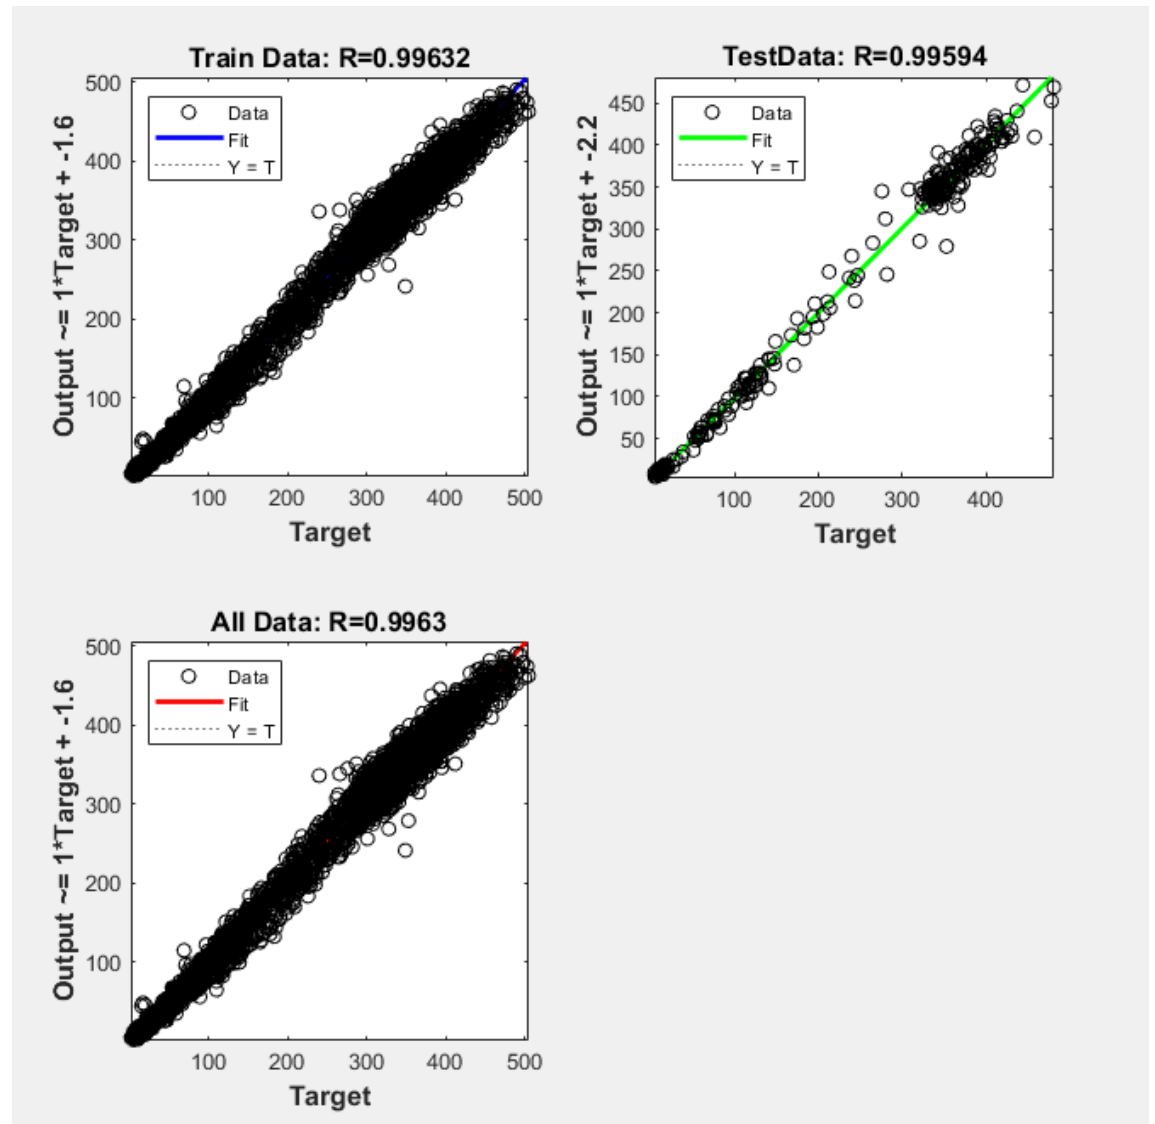 Train Data: R=0.99632
Output ~= 1*Target + -1.6
500
400
300
200
100
Data
Fit
Y = T
100
200
300
400
500
Target
TestData: R=0.99594
Output ~= 1*Target + -2.2
450
400
350
300
250
200
150
100
50
Data
Fit
Y = T
100
200
300
400
Target
All Data: R=0.9963
Output ~= 1*Target + -1.6
500
400
300
200
100
Data
Fit
Y = T
100
200
300
400
500
Target